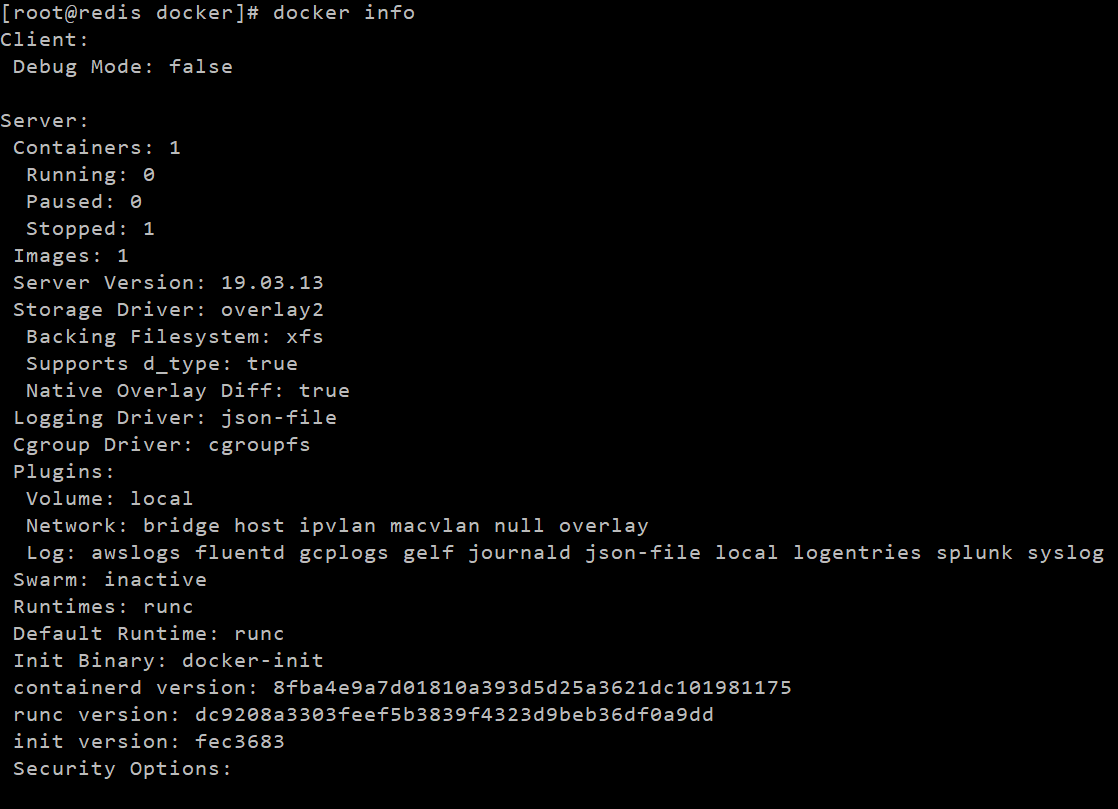 [root@redis docker]# docker info
Client:
 Debug Mode: false

Server:
 Containers: 1
  Running: 0
  Paused: 0
  Stopped: 1
 Images: 1
 Server Version: 19.03.13
 Storage Driver: overlay2
  Backing Filesystem: xfs
  Supports d_type: true
  Native Overlay Diff: true
 Logging Driver: json-file
 Cgroup Driver: cgroupfs
 Plugins:
  Volume: local
  Network: bridge host ipvlan macvlan null overlay
  Log: awslogs fluentd gcplogs gelf journald json-file local logentries splunk syslog
 Swarm: inactive
 Runtimes: runc
 Default Runtime: runc
 Init Binary: docker-init
 containerd version: 8fba4e9a7d01810a393d5d25a3621dc101981175
 runc version: dc9208a3303feef5b3839f4323d9beb36df0a9dd
 init version: fec3683
 Security Options: